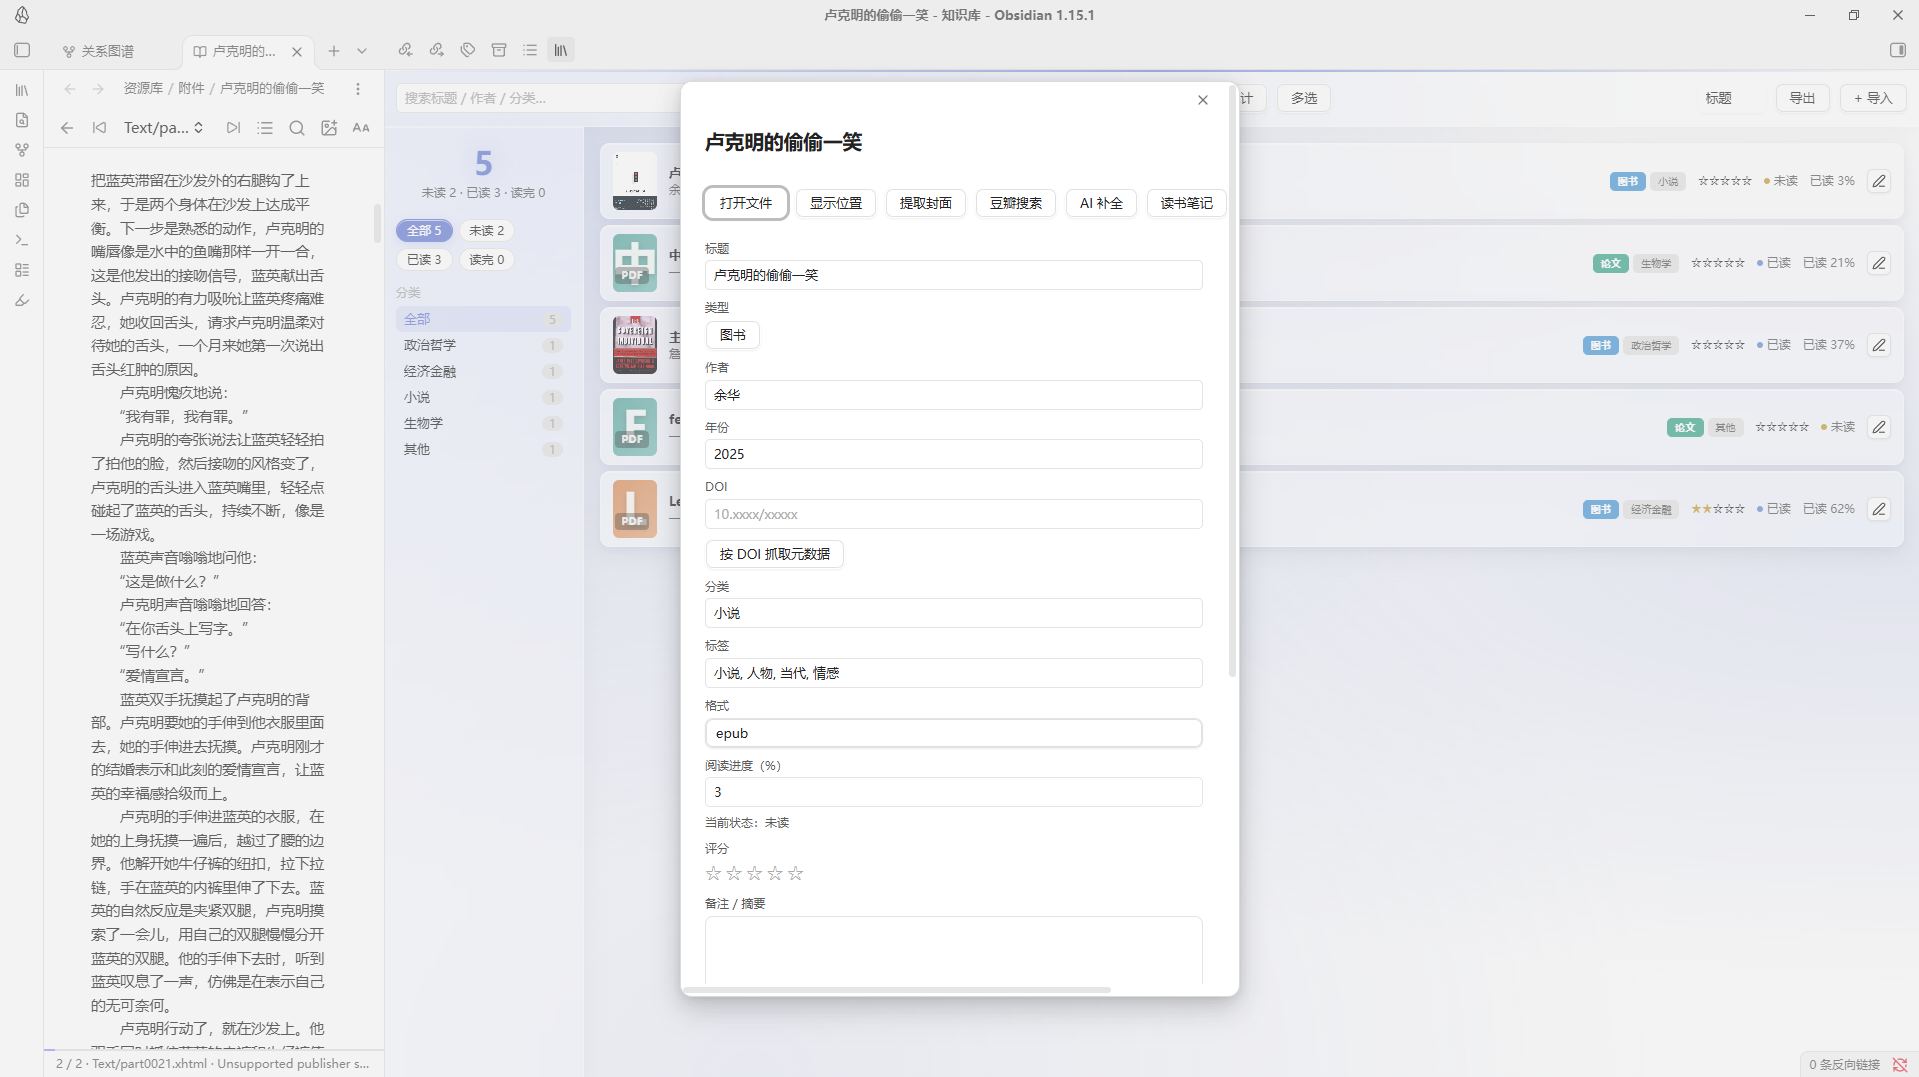 卢克明的偷偷一笑 - 知识库 - Obsidian 1.15.1
关系图谱
卢克明的...
资源库 / 附件 / 卢克明的偷偷一笑
Text/pa...
AA
把蓝英滞留在沙发外的右腿钩了上
来，于是两个身体在沙发上达成平
衡。下一步是熟悉的动作，卢克明的
嘴唇像是水中的鱼嘴那样一开一合，
这是他发出的接吻信号，蓝英献出舌
头。卢克明的有力吸吮让蓝英疼痛难
忍，她收回舌头，请求卢克明温柔对
待她的舌头，一个月来她第一次说出
舌头红肿的原因。
卢克明愧疚地说：
“我有罪，我有罪。”
卢克明的夸张说法让蓝英轻轻拍
了拍他的脸，然后接吻的风格变了，
卢克明的舌头进入蓝英嘴里，轻轻点
碰起了蓝英的舌头，持续不断，像是
一场游戏。
蓝英声音嗡嗡地问他：
“这是做什么？”
卢克明声音嗡嗡地回答：
“在你舌头上写字。”
“写什么？”
“爱情宣言。”
蓝英双手抚摸起了卢克明的背
部。卢克明要她的手伸到他衣服里面
去，她的手伸进去抚摸。卢克明刚才
的结婚表示和此刻的爱情宣言，让蓝
英的幸福感拾级而上。
卢克明的手伸进蓝英的衣服，在
她的上身抚摸一遍后，越过了腰的边
界。他解开她牛仔裤的纽扣，拉下拉
链，手在蓝英的内裤里伸了下去。蓝
英的自然反应是夹紧双腿，卢克明摸
索了一会儿，用自己的双腿慢慢分开
蓝英的双腿。他的手伸下去时，听到
蓝英叹息了一声，仿佛是在表示自己
的无可奈何。
卢克明行动了，就在沙发上。他
2 / 2 · Text/part0021.xhtml · Unsupported publisher s...
搜索标题 / 作者 / 分类...
计
多选
标题
导出
+ 导入
5
未读 2 · 已读 3 · 读完 0
全部 5
未读 2
已读 3
读完 0
分类
全部 5
政治哲学 1
经济金融 1
小说 1
生物学 1
其他 1
卢
余
图书 小说 ☆☆☆☆☆ 未读 已读 3%
中
PDF
中
—
论文 生物学 ☆☆☆☆☆ 已读 已读 21%
SOVEREIGN
INDIVIDUAL
主
詹
图书 政治哲学 ☆☆☆☆☆ 已读 已读 37%
F
PDF
fe
—
论文 其他 ☆☆☆☆☆ 未读
L
PDF
Le
—
图书 经济金融 ★★☆☆☆ 已读 已读 62%
卢克明的偷偷一笑
打开文件
显示位置
提取封面
豆瓣搜索
AI 补全
读书笔记
标题
卢克明的偷偷一笑
类型
图书
作者
余华
年份
2025
DOI
10.xxxx/xxxxx
按 DOI 抓取元数据
分类
小说
标签
小说, 人物, 当代, 情感
格式
epub
阅读进度（%）
3
当前状态：未读
评分
☆☆☆☆☆
备注 / 摘要
0 条反向链接